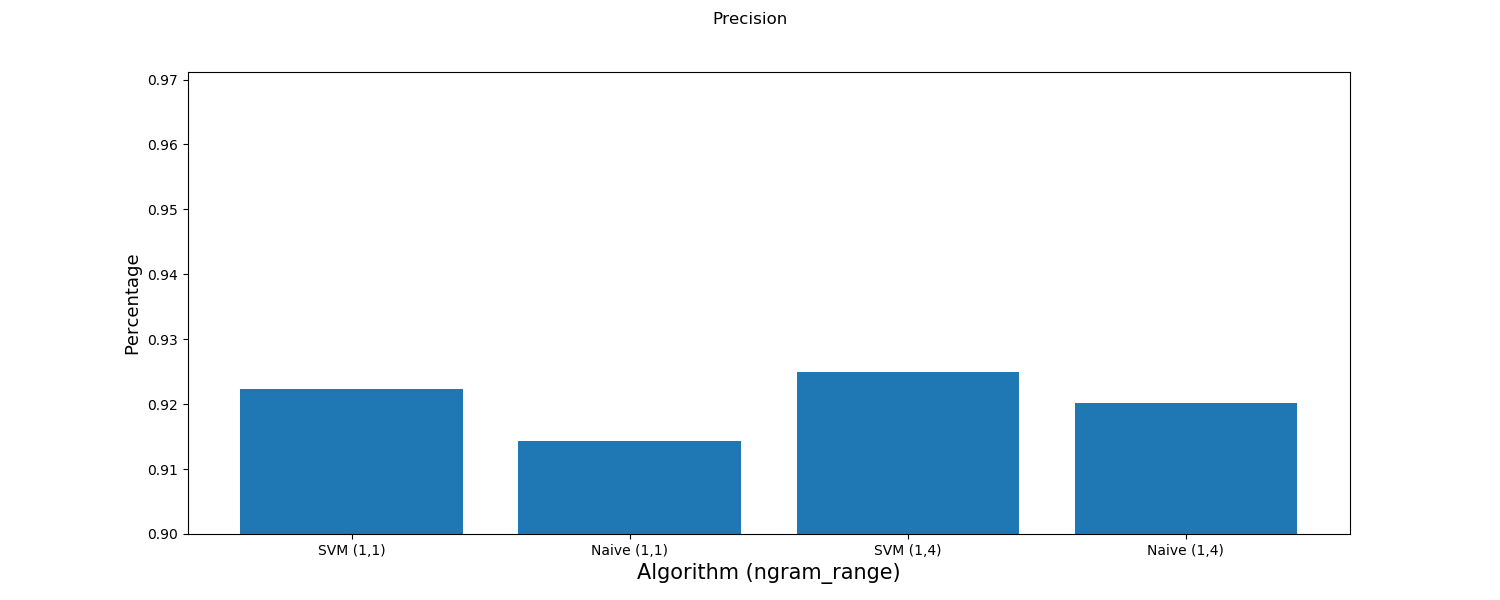 Precision
0.97
0.96
0.95
0.94
0.93
0.92
0.91
0.90
Percentage
SVM (1,1) Naive (1,1) SVM (1,4) Naive (1,4)
Algorithm (ngram_range)